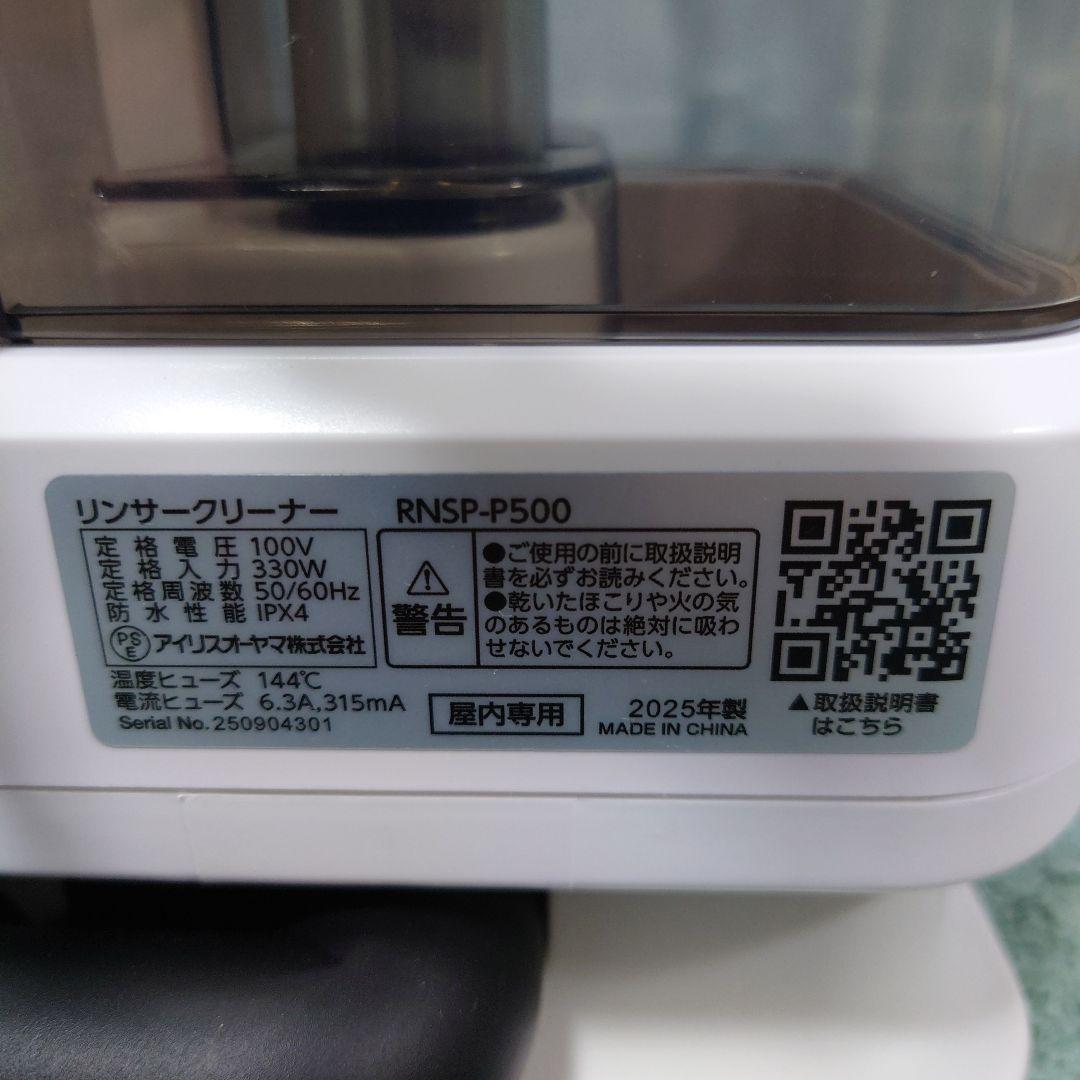 リンサークリーナー RNSP-P500
定格電圧 100V
定格入力 330W
定格周波数 50/60Hz
防水性能 IPX4
PSE アイリスオーヤマ株式会社
警告
●ご使用の前に取扱説明
書を必ずお読みください。
●乾いたほこりや火の気
のあるものは絶対に吸わ
せないでください。
温度ヒューズ 144℃
電流ヒューズ 6.3A,315mA
Serial No. 250904301
屋内専用
2025年製
MADE IN CHINA
▲取扱説明書
はこちら